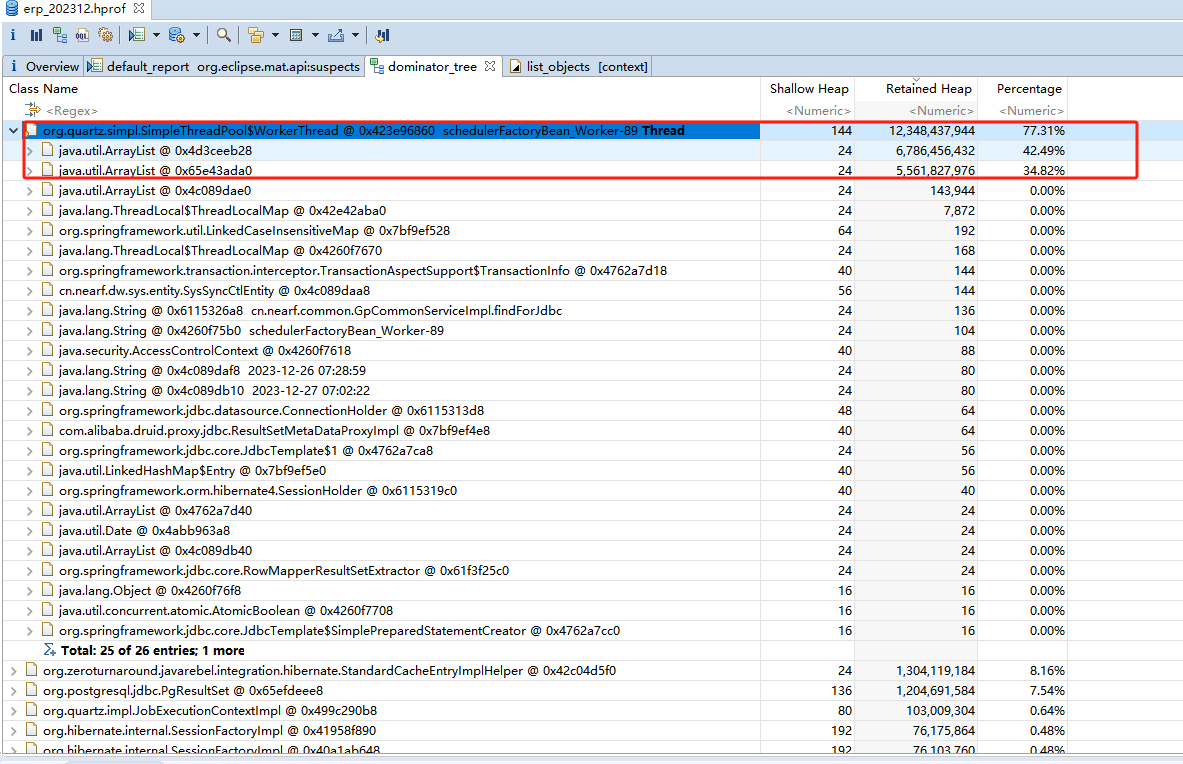 erp_202312.hprof
i Overview default_report org.eclipse.mat.api:suspects dominator_tree list_objects [context]
Class Name Shallow Heap Retained Heap Percentage
<Regex> <Numeric> <Numeric> <Numeric>
org.quartz.simpl.SimpleThreadPool$WorkerThread @ 0x423e96860 schedulerFactoryBean_Worker-89 Thread 144 12,348,437,944 77.31%
java.util.ArrayList @ 0x4d3ceeb28 24 6,786,456,432 42.49%
java.util.ArrayList @ 0x65e43ada0 24 5,561,827,976 34.82%
java.util.ArrayList @ 0x4c089dae0 24 143,944 0.00%
java.lang.ThreadLocal$ThreadLocalMap @ 0x42e42aba0 24 7,872 0.00%
org.springframework.util.LinkedCaseInsensitiveMap @ 0x7bf9ef528 64 192 0.00%
java.lang.ThreadLocal$ThreadLocalMap @ 0x4260f7670 24 168 0.00%
org.springframework.transaction.interceptor.TransactionAspectSupport$TransactionInfo @ 0x4762a7d18 40 144 0.00%
cn.nearf.dw.sys.entity.SysSyncCtlEntity @ 0x4c089daa8 56 144 0.00%
java.lang.String @ 0x6115326a8 cn.nearf.common.GpCommonServiceImpl.findForJdbc 24 136 0.00%
java.lang.String @ 0x4260f75b0 schedulerFactoryBean_Worker-89 24 104 0.00%
java.security.AccessControlContext @ 0x4260f7618 40 88 0.00%
java.lang.String @ 0x4c089daf8 2023-12-26 07:28:59 24 80 0.00%
java.lang.String @ 0x4c089db10 2023-12-27 07:02:22 24 80 0.00%
org.springframework.jdbc.datasource.ConnectionHolder @ 0x6115313d8 48 64 0.00%
com.alibaba.druid.proxy.jdbc.ResultSetMetaDataProxyImpl @ 0x7bf9ef4e8 40 64 0.00%
org.springframework.jdbc.core.JdbcTemplate$1 @ 0x4762a7ca8 24 56 0.00%
java.util.LinkedHashMap$Entry @ 0x7bf9ef5e0 40 56 0.00%
org.springframework.orm.hibernate4.SessionHolder @ 0x6115319c0 40 40 0.00%
java.util.ArrayList @ 0x4762a7d40 24 24 0.00%
java.util.Date @ 0x4abb963a8 24 24 0.00%
java.util.ArrayList @ 0x4c089db40 24 24 0.00%
org.springframework.jdbc.core.RowMapperResultSetExtractor @ 0x61f3f25c0 24 24 0.00%
java.lang.Object @ 0x4260f76f8 16 16 0.00%
java.util.concurrent.atomic.AtomicBoolean @ 0x4260f7708 16 16 0.00%
org.springframework.jdbc.core.JdbcTemplate$SimplePreparedStatementCreator @ 0x4762a7cc0 16 16 0.00%
Total: 25 of 26 entries; 1 more
org.zeroturnaround.javarebel.integration.hibernate.StandardCacheEntryImplHelper @ 0x42c04d5f0 24 1,304,119,184 8.16%
org.postgresql.jdbc.PgResultSet @ 0x65efdeee8 136 1,204,691,584 7.54%
org.quartz.impl.JobExecutionContextImpl @ 0x499c290b8 80 103,009,304 0.64%
org.hibernate.internal.SessionFactoryImpl @ 0x41958f890 192 76,175,864 0.48%
org.hibernate.internal.SessionFactoryImpl @ 0x40a1ab648 192 76,103,760 0.48%